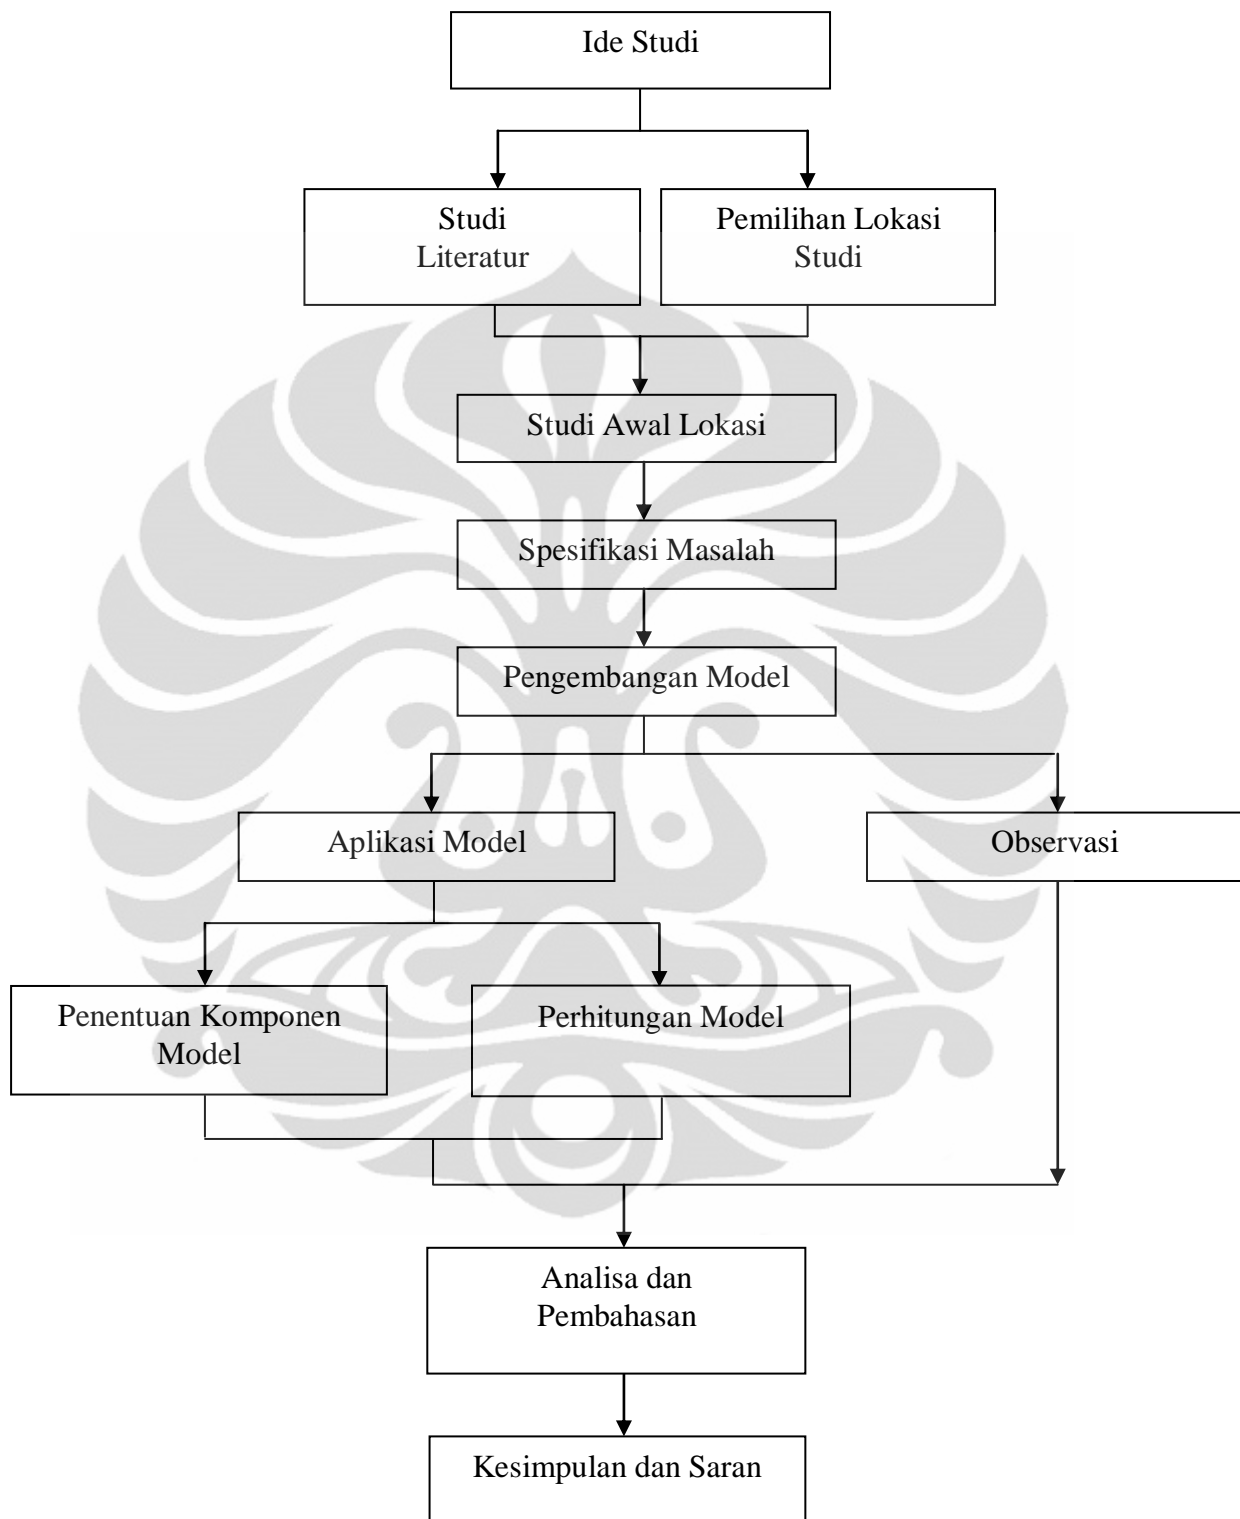 Ide Studi
Studi
Literatur
Pemilihan Lokasi
Studi
Studi Awal Lokasi
Spesifikasi Masalah
Pengembangan Model
Aplikasi Model
Observasi
Penentuan Komponen
Model
Perhitungan Model
Analisa dan
Pembahasan
Kesimpulan dan Saran